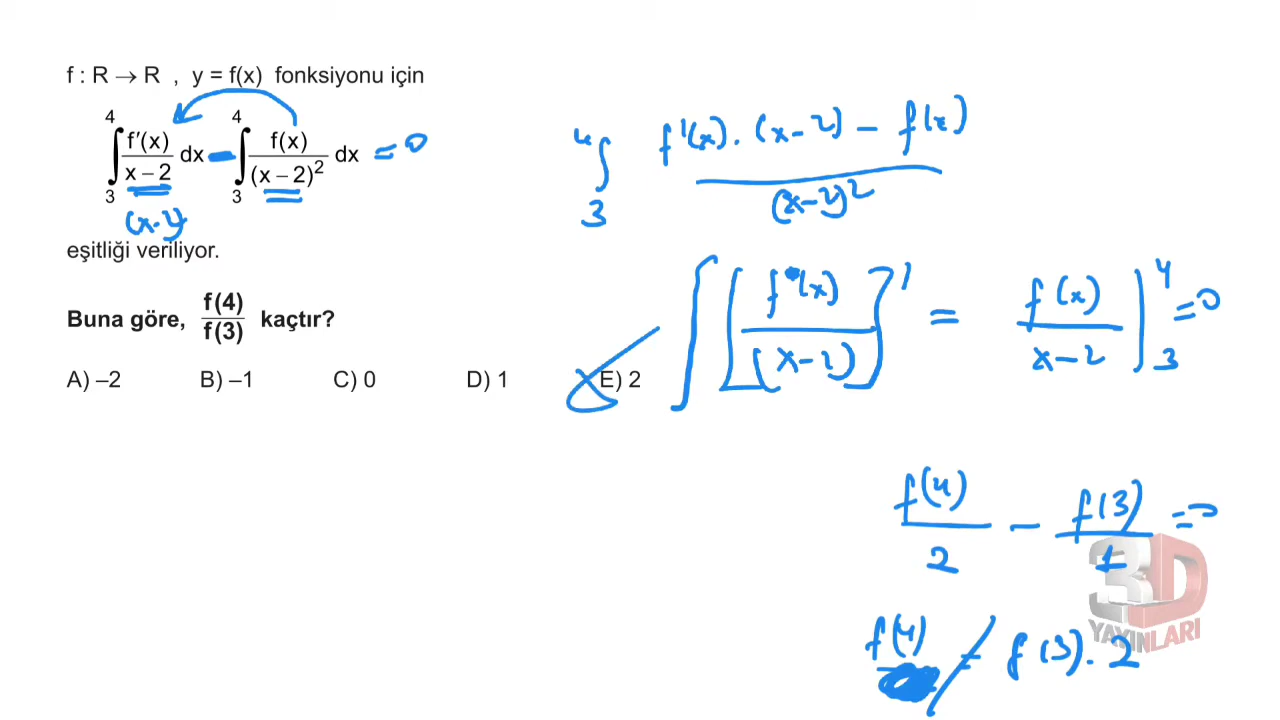 f : R → R , y = f(x) fonksiyonu için
∫₃⁴ f'(x)/(x – 2) dx – ∫₃⁴ f(x)/(x – 2)² dx = 0
(x-2)
eşitliği veriliyor.
Buna göre, f(4)/f(3) kaçtır?
A) –2 B) –1 C) 0 D) 1 E) 2
∫₃⁴ (f'(x) . (x-2) - f(x))/(x-2)²
∫ [f(x)/(x-2)]' = f(x)/(x-2) |₃⁴ = 0
f(4)/2 - f(3)/1 = 0
f(4) = f(3) . 2
3D
YAYINLARI